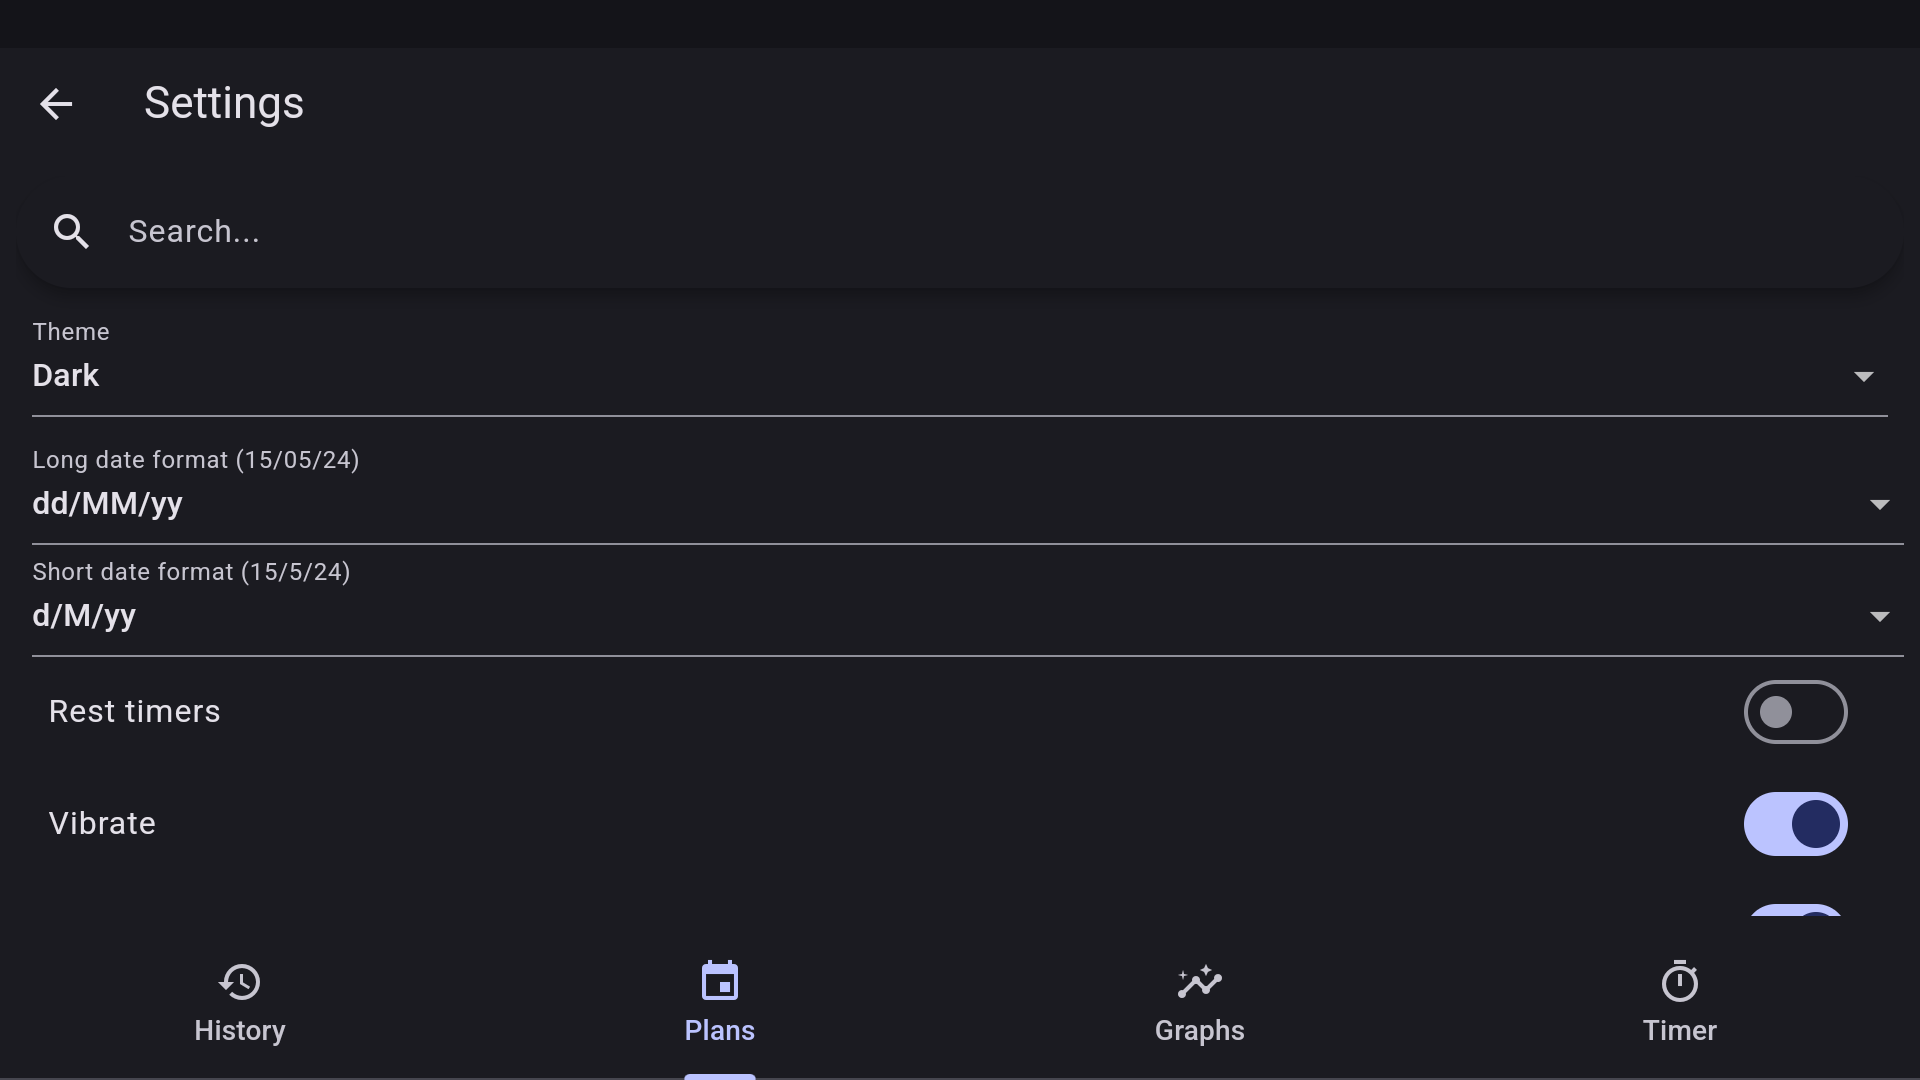 Settings
Search...
Theme
Dark
Long date format (15/05/24)
dd/MM/yy
Short date format (15/5/24)
d/M/yy
Rest timers
Vibrate
History
Plans
Graphs
Timer